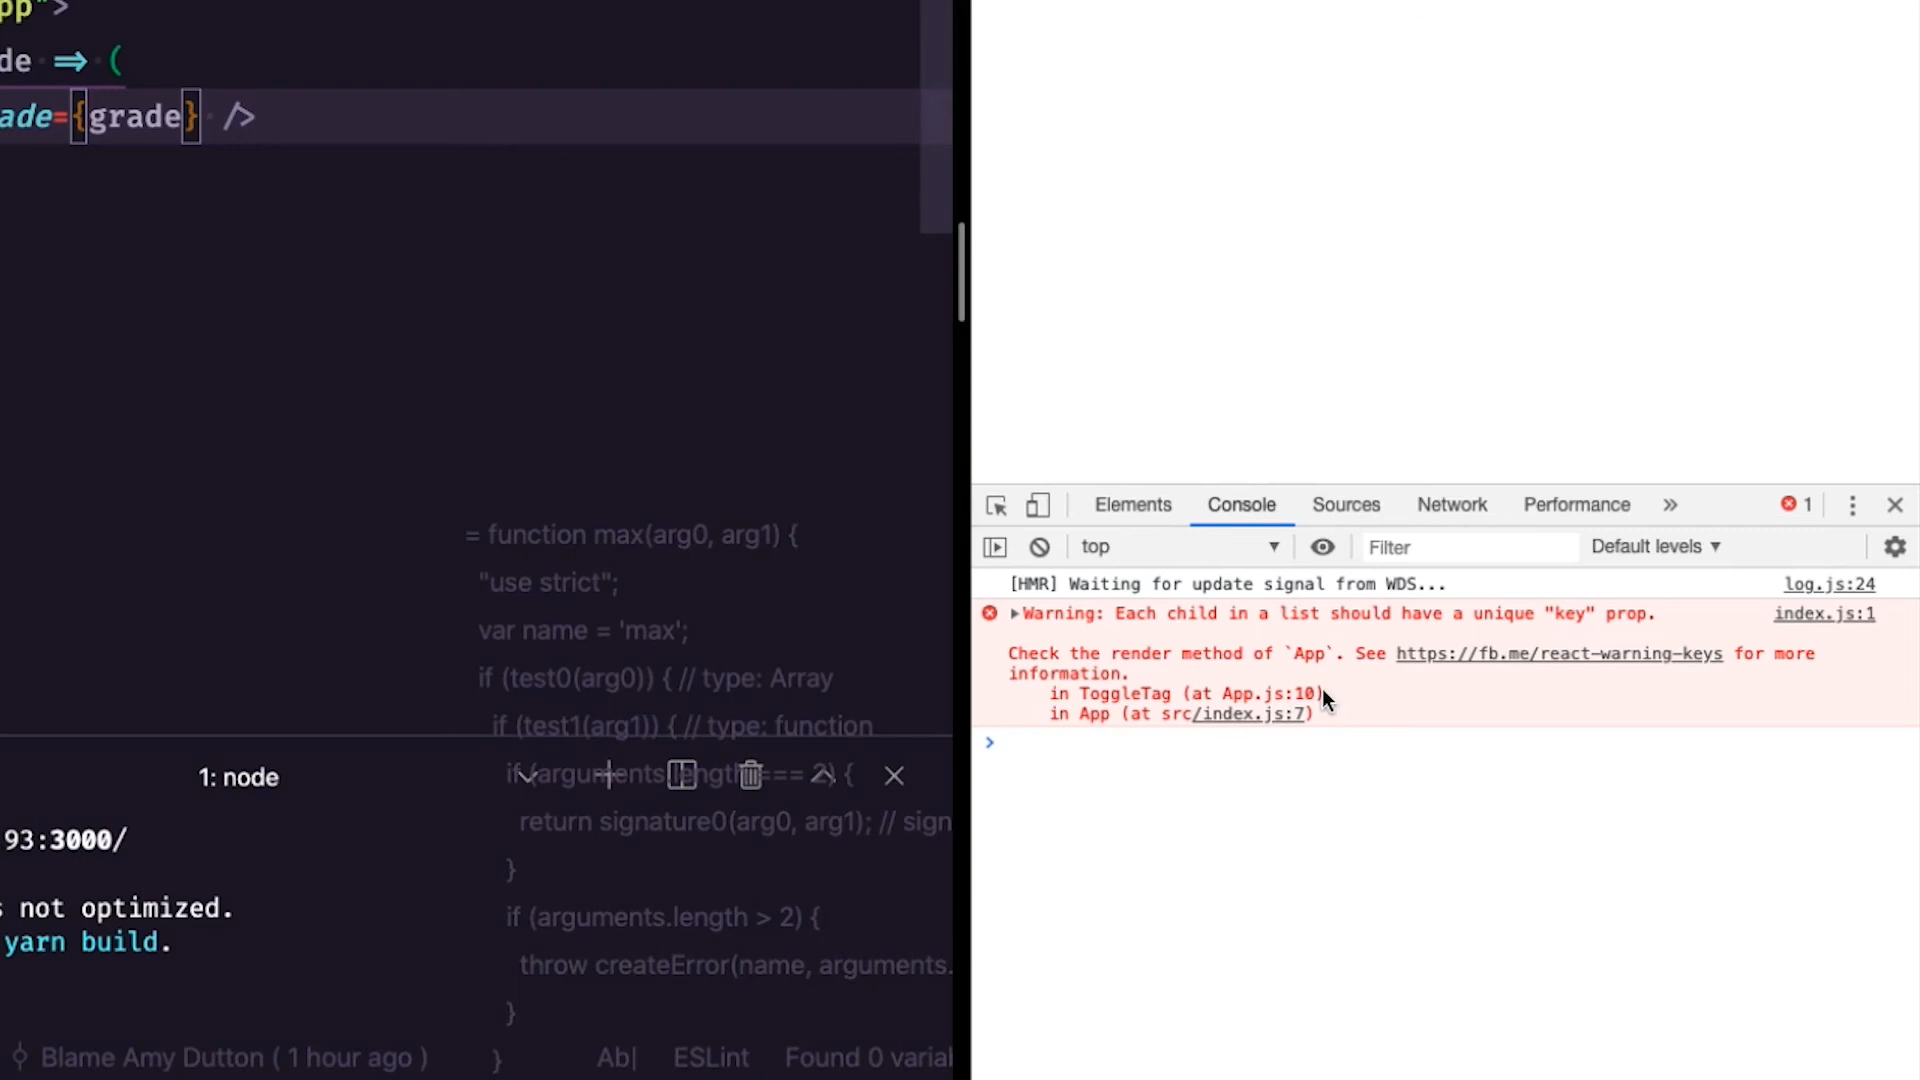 pp">
de => (
ade={grade} />
= function max(arg0, arg1) {
"use strict";
var name = 'max';
if (test0(arg0)) { // type: Array
if (test1(arg1)) { // type: function
if (arguments.length === 2) {
return signature0(arg0, arg1); // sign
}
if (arguments.length > 2) {
throw createError(name, arguments.
}
}
1: node
93:3000/
s not optimized.
yarn build.
Blame Amy Dutton ( 1 hour ago )
Ab| ESLint Found 0 varial
Elements Console Sources Network Performance » 1
top Filter Default levels
[HMR] Waiting for update signal from WDS... log.js:24
Warning: Each child in a list should have a unique "key" prop. index.js:1
Check the render method of `App`. See https://fb.me/react-warning-keys for more
information.
in ToggleTag (at App.js:10)
in App (at src/index.js:7)